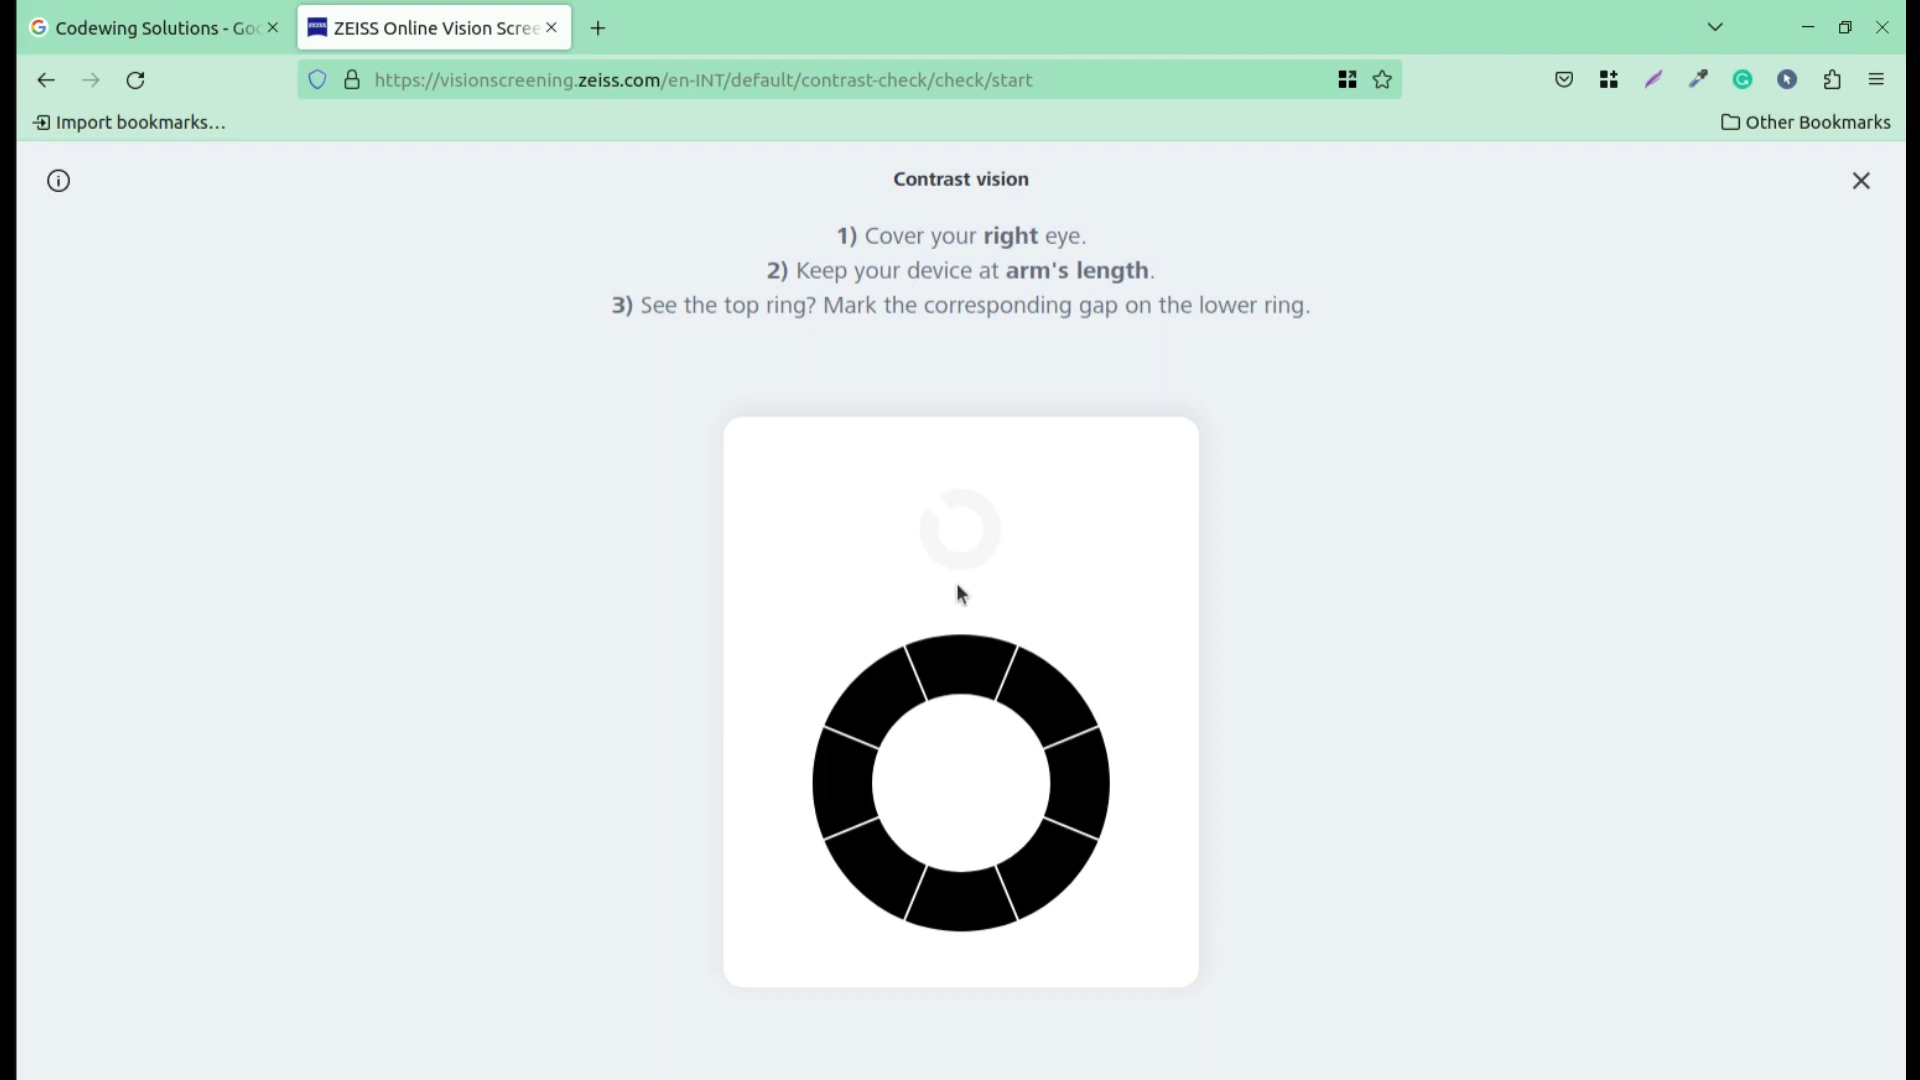 Codewing Solutions - Goo
ZEISS Online Vision Scree
https://visionscreening.zeiss.com/en-INT/default/contrast-check/check/start
Import bookmarks...
Other Bookmarks
Contrast vision
1) Cover your right eye.
2) Keep your device at arm's length.
3) See the top ring? Mark the corresponding gap on the lower ring.